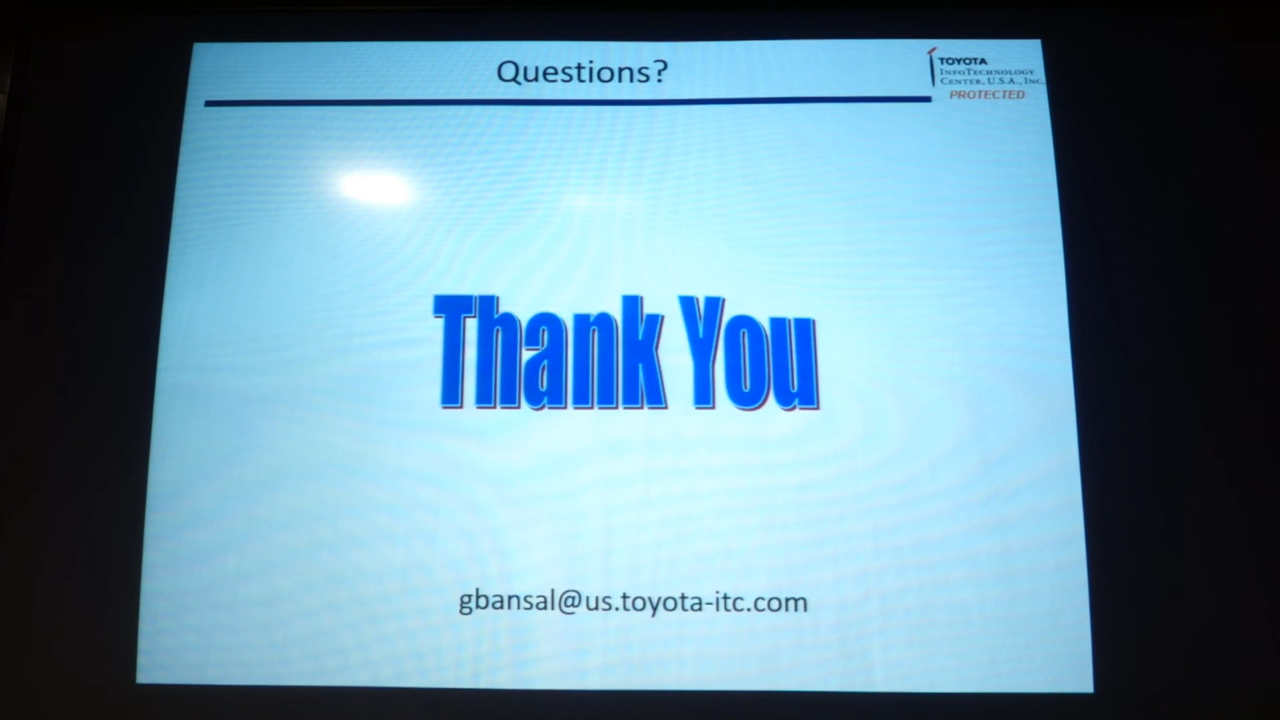 Questions?
TOYOTA
INFOTECHNOLOGY
CENTER, U.S.A., INC.
PROTECTED
Thank You
gbansal@us.toyota-itc.com